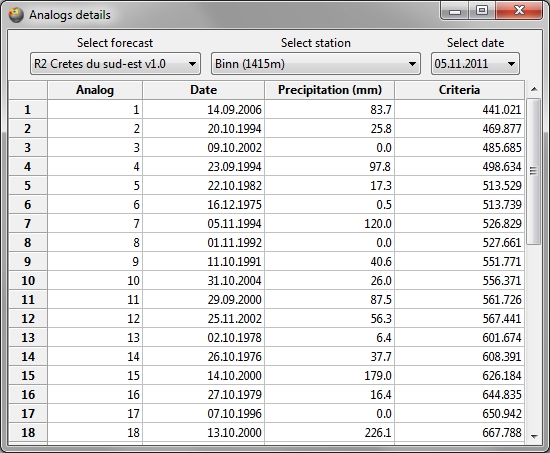 Analogs details
Select forecast Select station Select date
R2 Cretes du sud-est v1.0 Binn (1415m) 05.11.2011
Analog Date Precipitation (mm) Criteria
1 1 14.09.2006 83.7 441.021
2 2 20.10.1994 25.8 469.877
3 3 09.10.2002 0.0 485.685
4 4 23.09.1994 97.8 498.634
5 5 22.10.1982 17.3 513.529
6 6 16.12.1975 0.5 513.739
7 7 05.11.1994 120.0 526.829
8 8 01.11.1992 0.0 527.661
9 9 11.10.1991 40.6 551.771
10 10 31.10.2004 26.0 556.371
11 11 29.09.2000 87.5 561.726
12 12 25.11.2002 56.3 567.441
13 13 02.10.1978 6.4 601.674
14 14 26.10.1976 37.7 608.391
15 15 14.10.2000 179.0 626.184
16 16 27.10.1979 16.4 644.835
17 17 07.10.1996 0.0 650.942
18 18 13.10.2000 226.1 667.788